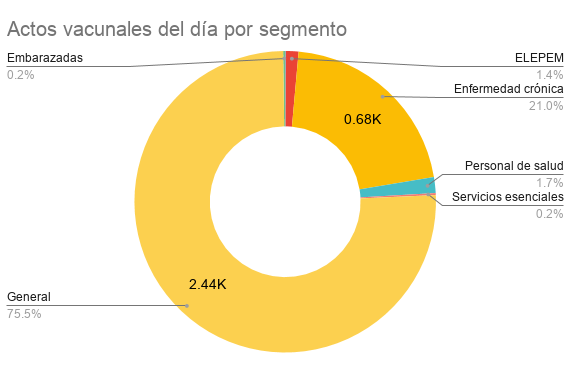 Actos vacunales del día por segmento
Embarazadas
0.2%
ELEPEM
1.4%
Enfermedad crónica
21.0%
0.68K
Personal de salud
1.7%
Servicios esenciales
0.2%
2.44K
General
75.5%